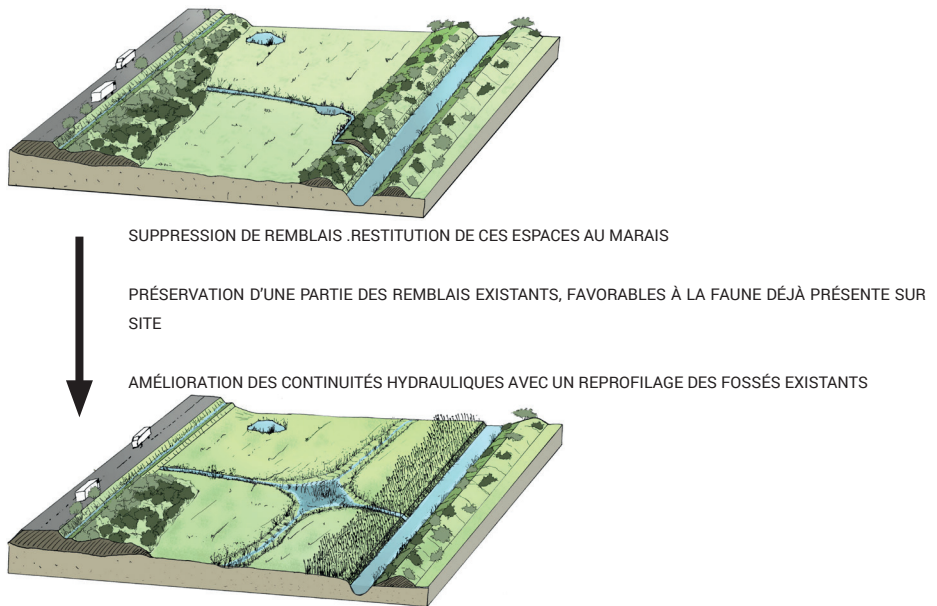 SUPPRESSION DE REMBLAIS .RESTITUTION DE CES ESPACES AU MARAIS
PRÉSERVATION D'UNE PARTIE DES REMBLAIS EXISTANTS, FAVORABLES À LA FAUNE DÉJÀ PRÉSENTE SUR
SITE
AMÉLIORATION DES CONTINUITÉS HYDRAULIQUES AVEC UN REPROFILAGE DES FOSSÉS EXISTANTS